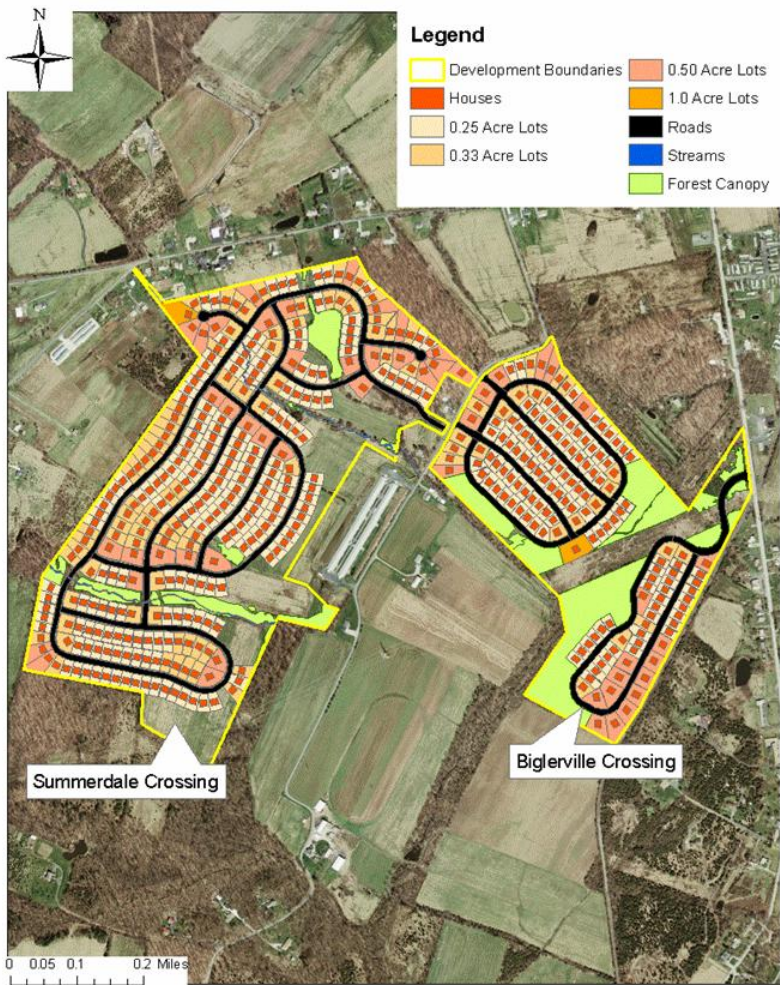 N
Legend
Development Boundaries
Houses
0.25 Acre Lots
0.33 Acre Lots
0.50 Acre Lots
1.0 Acre Lots
Roads
Streams
Forest Canopy
Summerdale Crossing
Biglerville Crossing
0 0.05 0.1 0.2 Miles